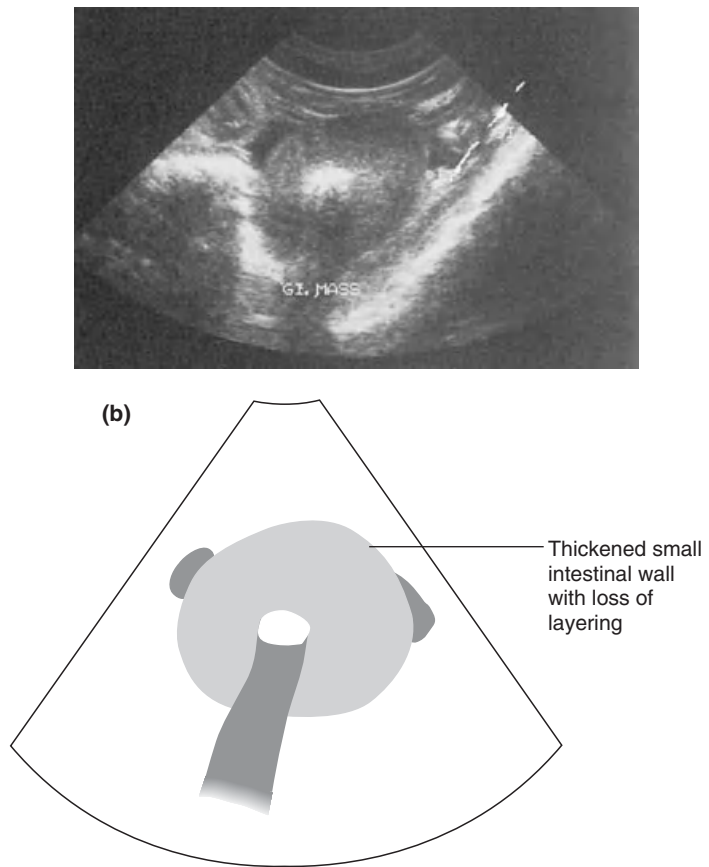 GI. MASS
(b)
Thickened small
intestinal wall
with loss of
layering